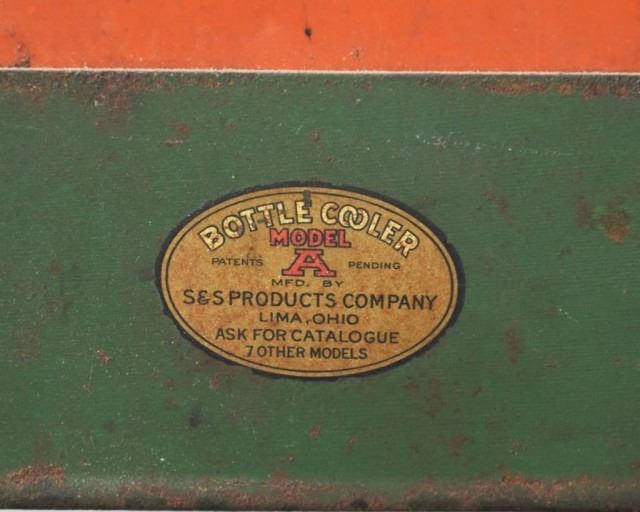 BOTTLE COOLER
MODEL
A
PATENTS PENDING
MFD. BY
S&S PRODUCTS COMPANY
LIMA, OHIO
ASK FOR CATALOGUE
7 OTHER MODELS